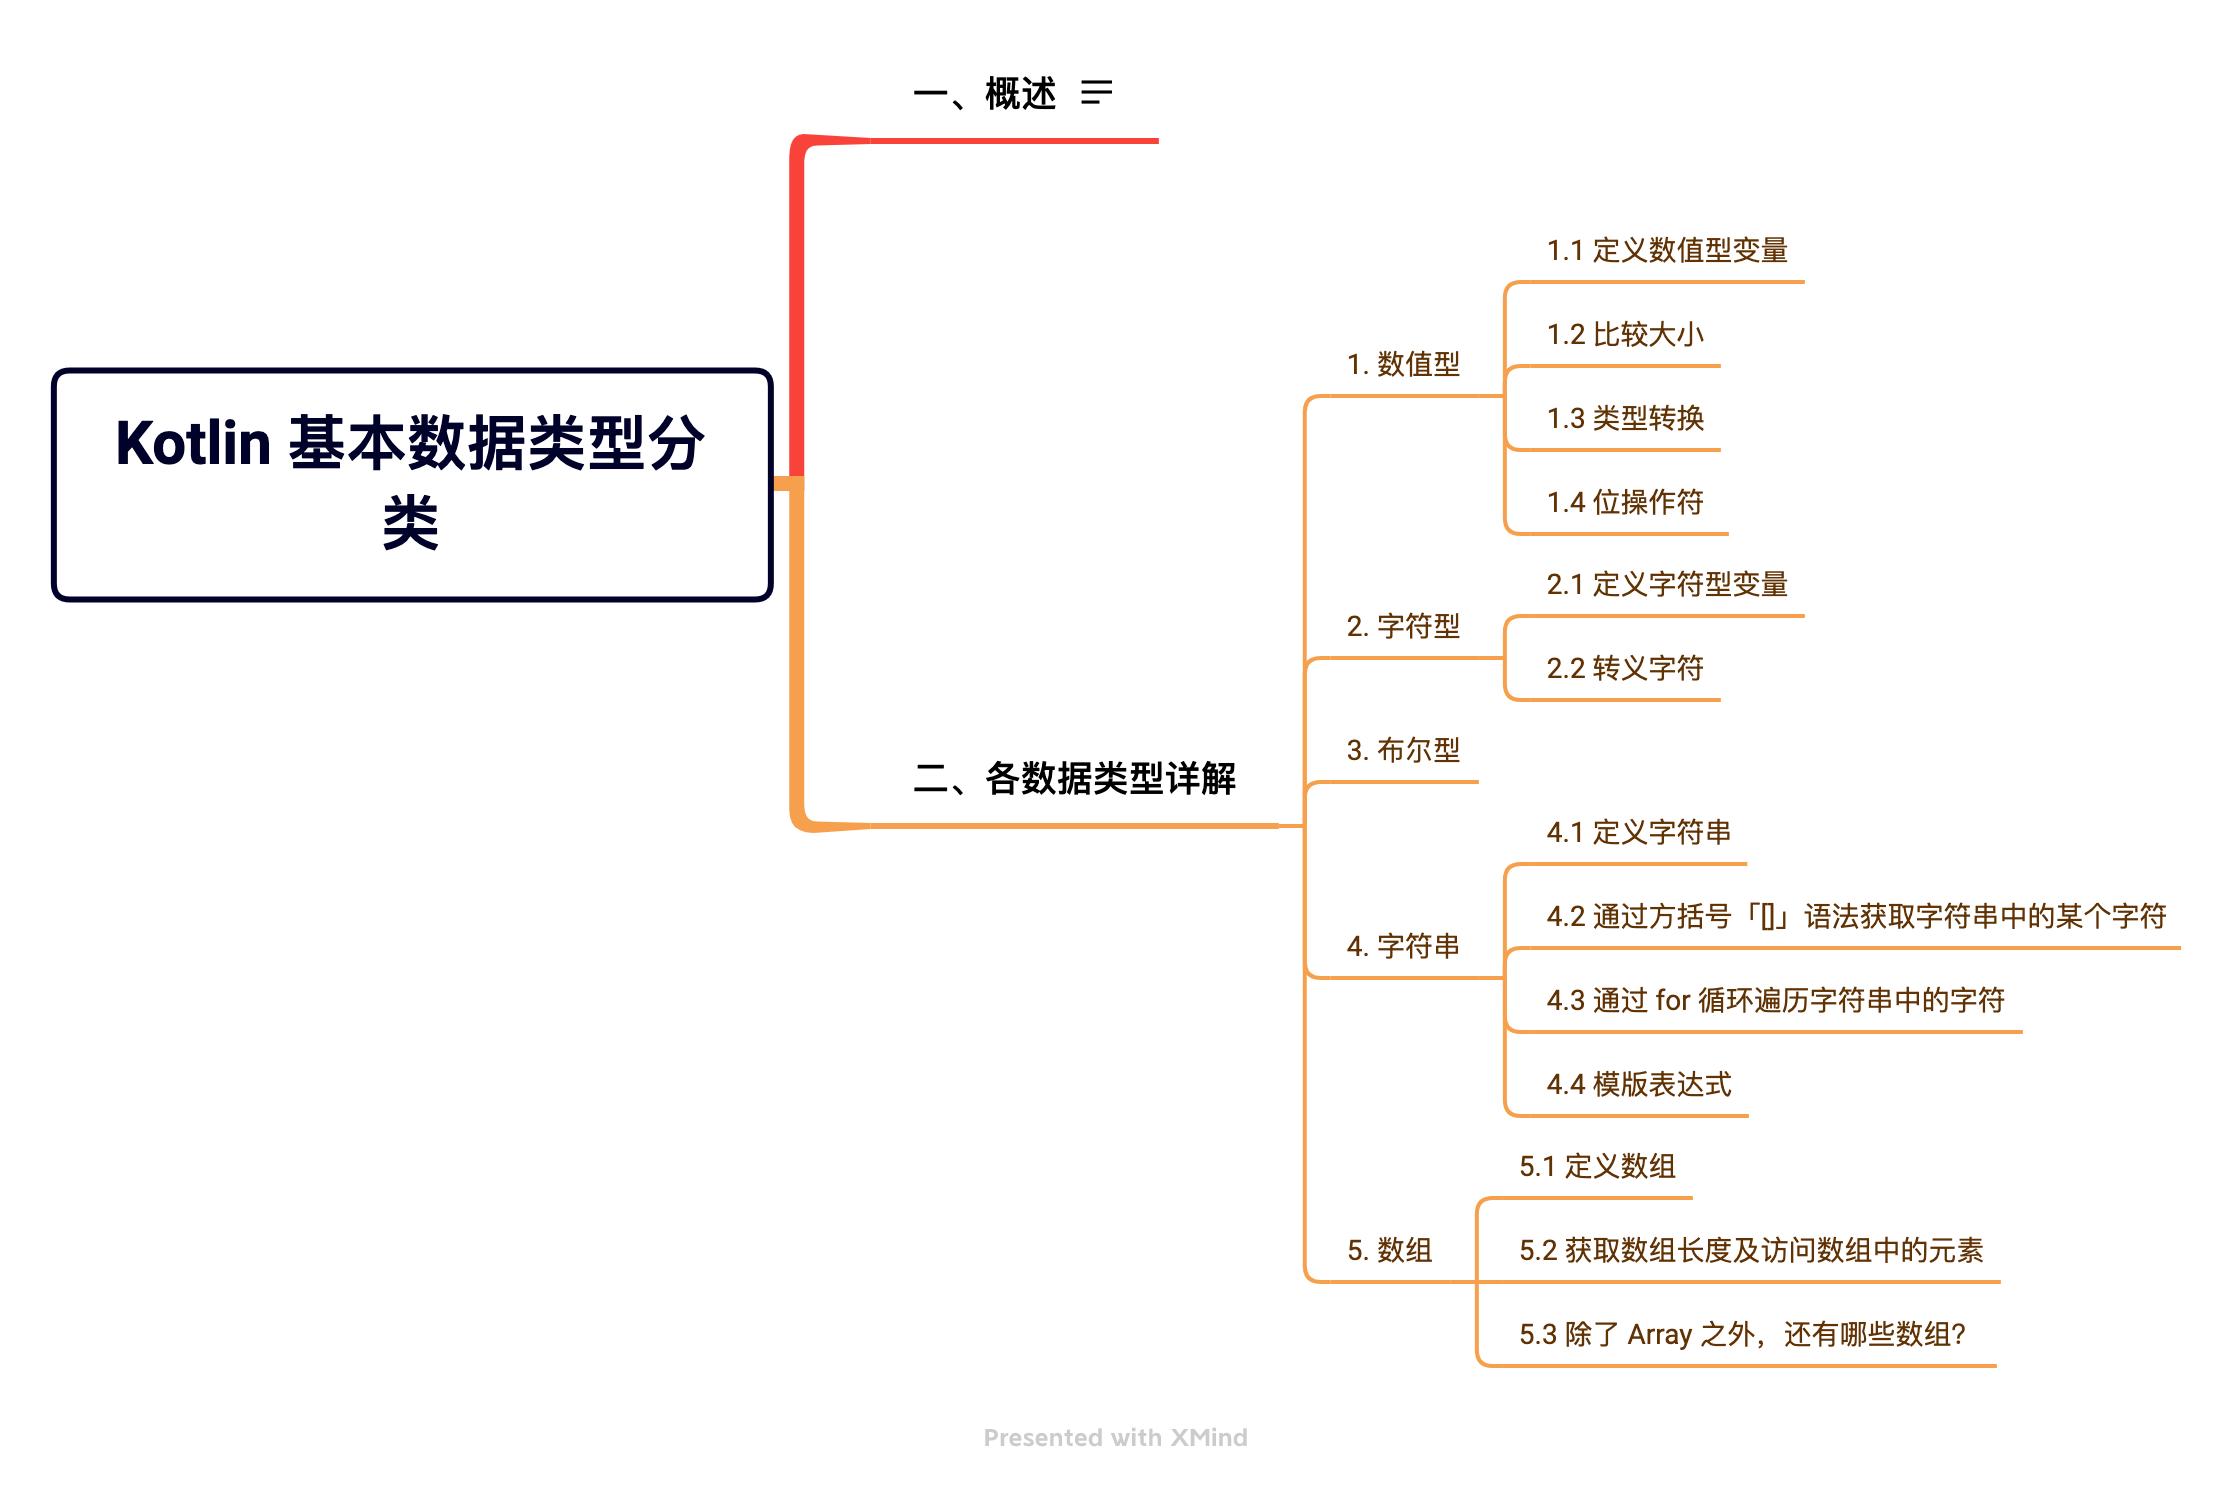 一、概述
Kotlin 基本数据类型分
类
二、各数据类型详解
1. 数值型
1.1 定义数值型变量
1.2 比较大小
1.3 类型转换
1.4 位操作符
2. 字符型
2.1 定义字符型变量
2.2 转义字符
3. 布尔型
4. 字符串
4.1 定义字符串
4.2 通过方括号「[]」语法获取字符串中的某个字符
4.3 通过 for 循环遍历字符串中的字符
4.4 模版表达式
5. 数组
5.1 定义数组
5.2 获取数组长度及访问数组中的元素
5.3 除了 Array 之外，还有哪些数组？
Presented with XMind